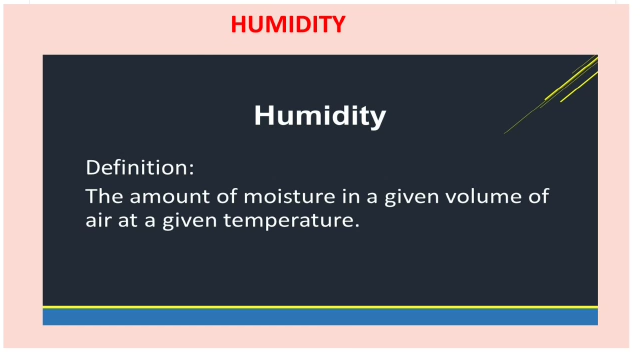 HUMIDITY
Humidity
Definition:
The amount of moisture in a given volume of
air at a given temperature.